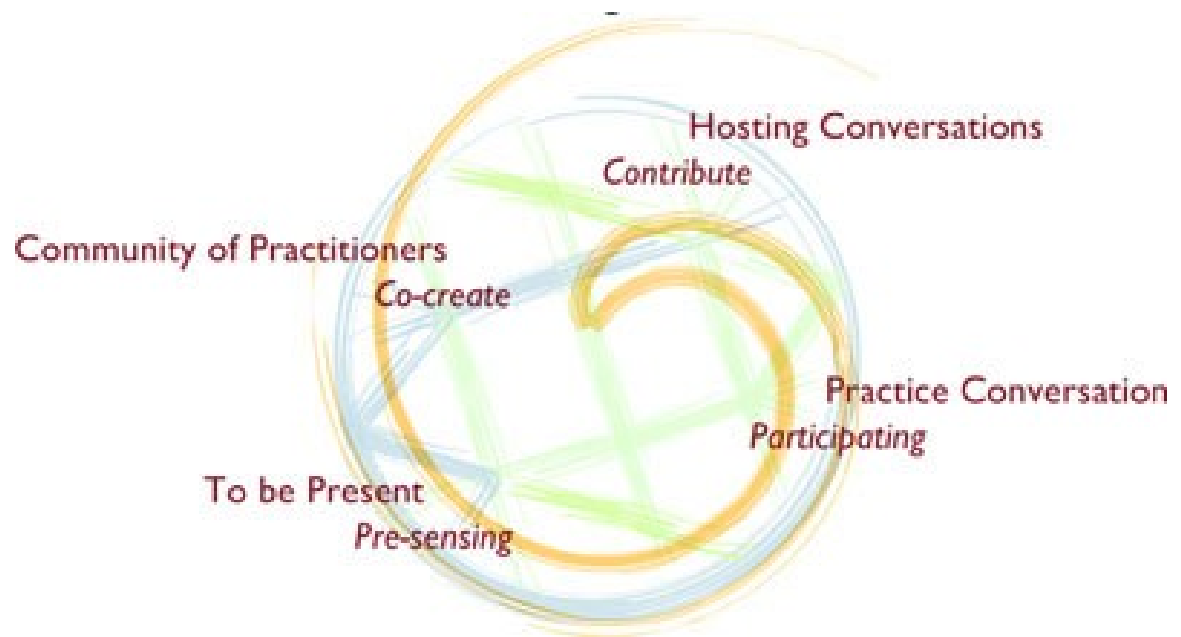 Hosting Conversations
Contribute
Community of Practitioners
Co-create
Practice Conversation
Participating
To be Present
Pre-sensing